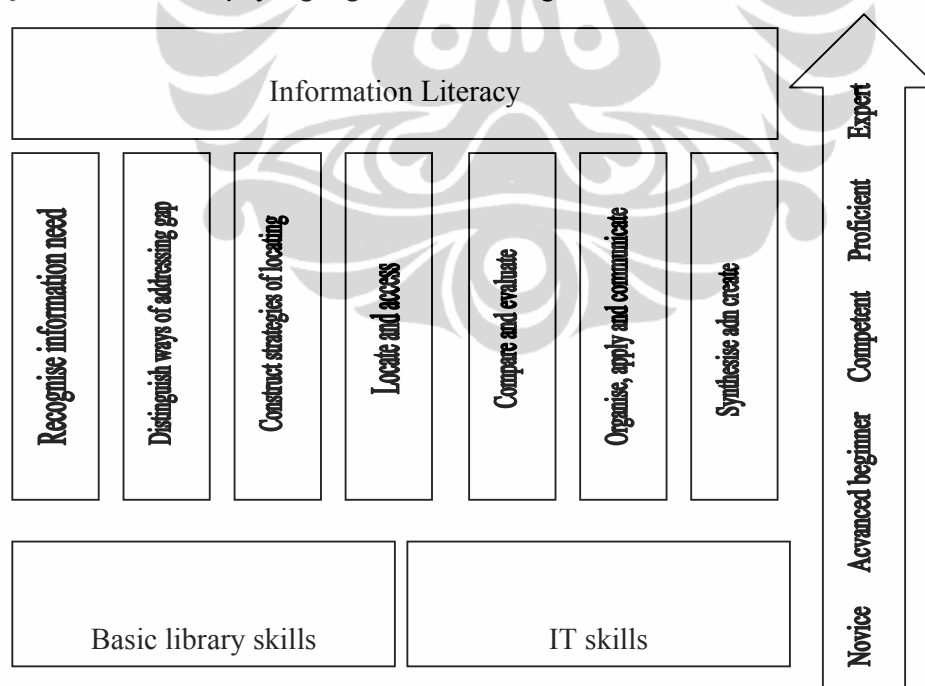 Information Literacy
Recognise information need
Distinguish ways of addressing gap
Construct strategies of locating
Locate and access
Compare and evaluate
Organise, apply and communicate
Synthesise adn create
Basic library skills
IT skills
Novice Acvanced beginner Competent Proficient Expert